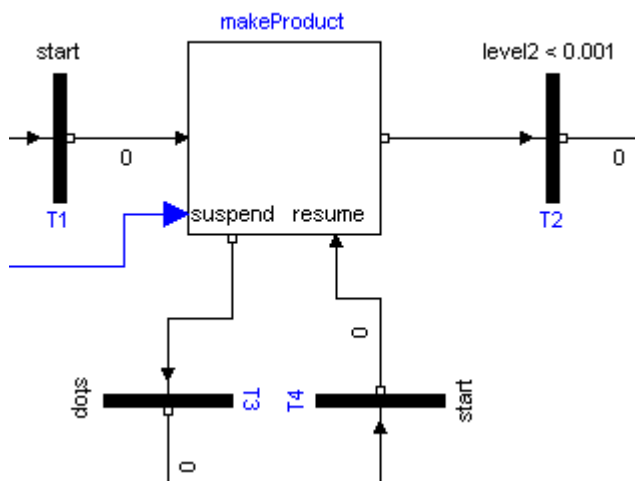 makeProduct
start
level2 < 0.001
0
0
T1
suspend resume
T2
0
stop
T3
T4
start
0